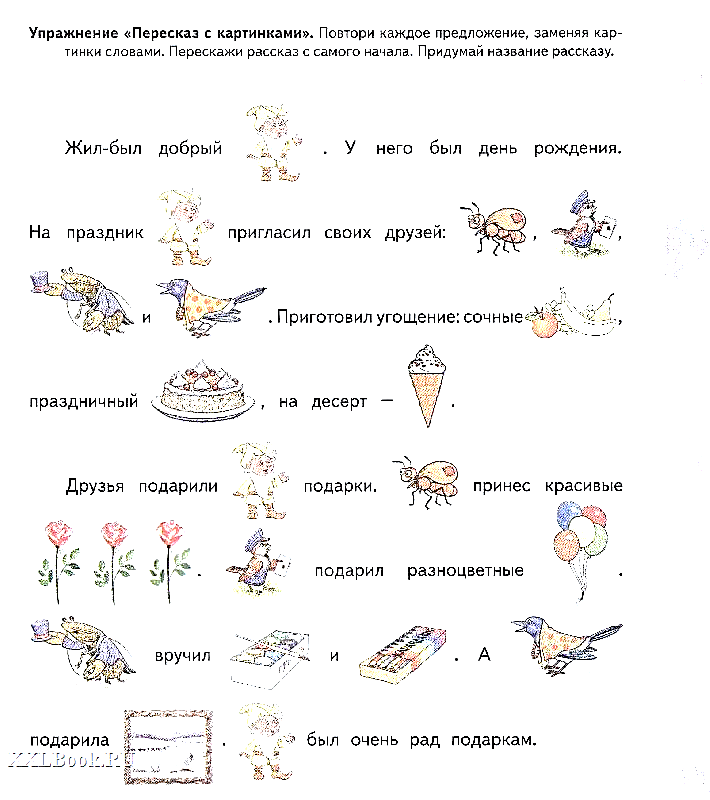 Упражнение «Пересказ с картинками». Повтори каждое предложение, заменяя кар-
тинки словами. Перескажи рассказ с самого начала. Придумай название рассказу.
Жил-был добрый . У него был день рождения.
На праздник пригласил своих друзей: , ,
и . Приготовил угощение: сочные ,
праздничный , на десерт – .
Друзья подарили подарки. принес красивые
. подарил разноцветные .
вручил и . А
подарила . был очень рад подаркам.
XXLBook.RU